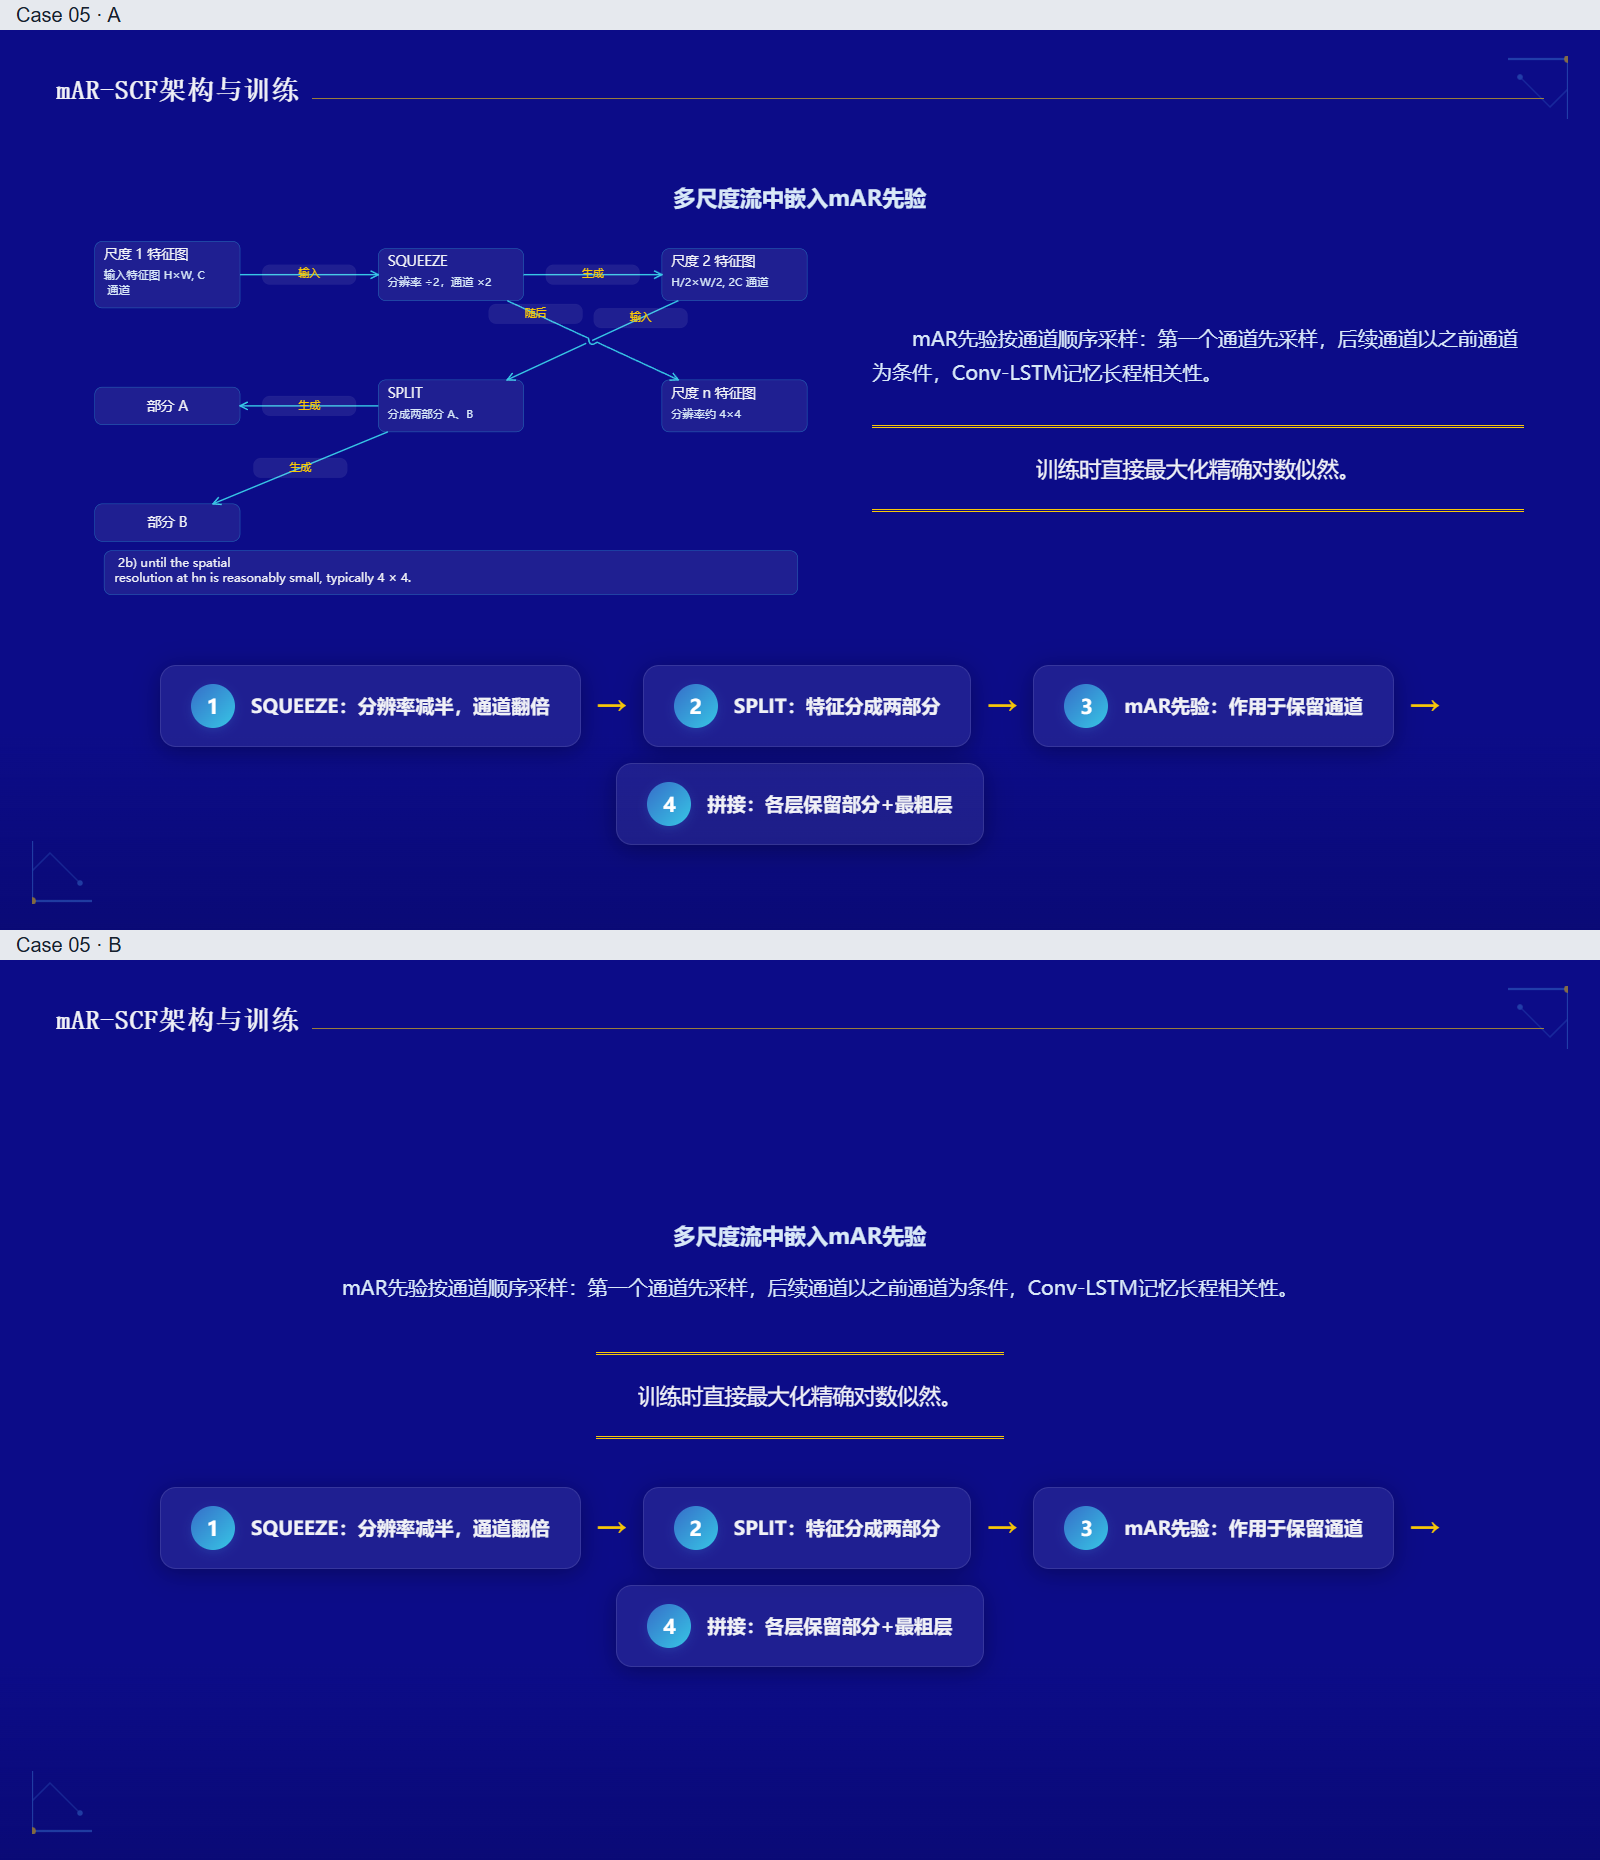 Case 05 · A
mAR-SCF架构与训练
多尺度流中嵌入mAR先验
尺度 1 特征图
输入特征图 H×W, C
通道
输入
SQUEEZE
分辨率 ÷2，通道 ×2
生成
尺度 2 特征图
H/2×W/2, 2C 通道
随后
输入
部分 A
生成
SPLIT
分成两部分 A、B
尺度 n 特征图
分辨率约 4×4
生成
部分 B
2b) until the spatial
resolution at hn is reasonably small, typically 4 × 4.
mAR先验按通道顺序采样：第一个通道先采样，后续通道以之前通道
为条件，Conv-LSTM记忆长程相关性。
训练时直接最大化精确对数似然。
1 SQUEEZE：分辨率减半，通道翻倍 →
2 SPLIT：特征分成两部分 →
3 mAR先验：作用于保留通道 →
4 拼接：各层保留部分+最粗层
Case 05 · B
mAR-SCF架构与训练
多尺度流中嵌入mAR先验
mAR先验按通道顺序采样：第一个通道先采样，后续通道以之前通道为条件，Conv-LSTM记忆长程相关性。
训练时直接最大化精确对数似然。
1 SQUEEZE：分辨率减半，通道翻倍 →
2 SPLIT：特征分成两部分 →
3 mAR先验：作用于保留通道 →
4 拼接：各层保留部分+最粗层